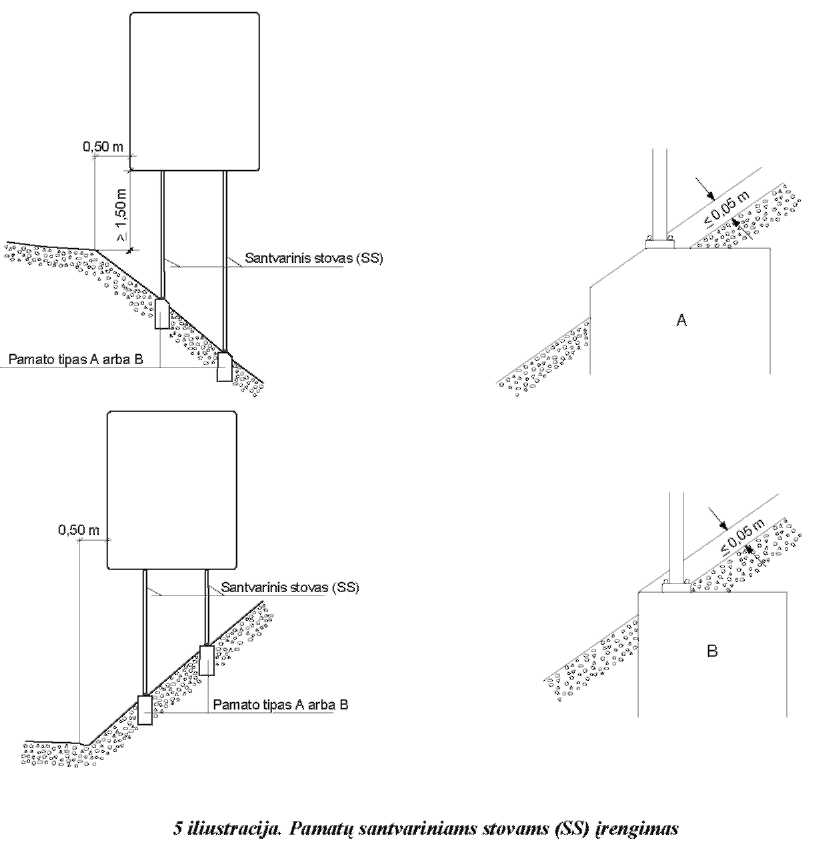 0,50 m
≥ 1,50 m
Santvarinis stovas (SS)
Pamato tipas A arba B
≤ 0,05 m
A
0,50 m
Santvarinis stovas (SS)
Pamato tipas A arba B
≤ 0,05 m
B
5 iliustracija. Pamatų santvariniams stovams (SS) įrengimas